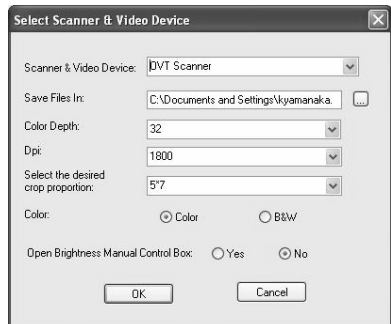 Select Scanner & Video Device
Scanner & Video Device: DVT Scanner
Save Files In: C:\Documents and Settings\kyamanaka. ...
Color Depth: 32
Dpi: 1800
Select the desired
crop proportion: 5*7
Color: Color B&W
Open Brightness Manual Control Box: Yes No
OK Cancel